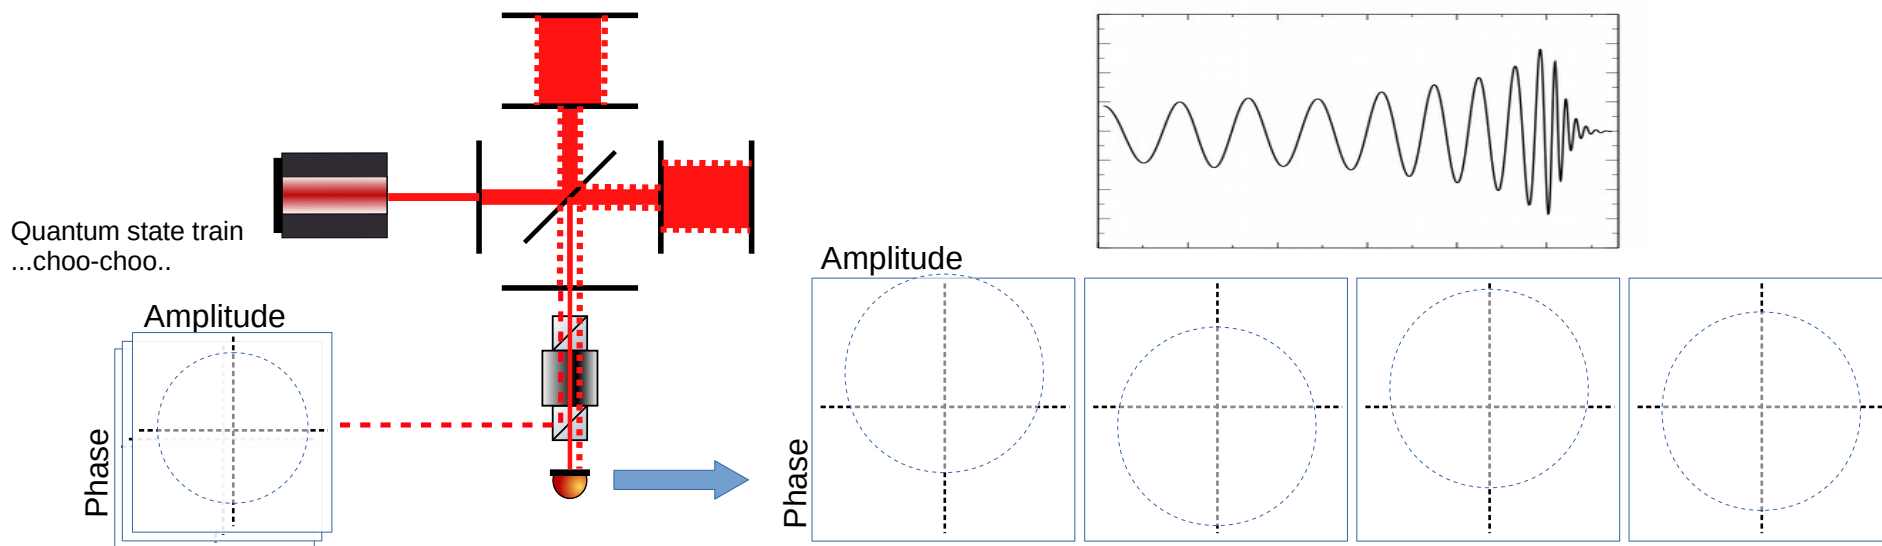 Quantum state train
...choo-choo..
Amplitude
Phase
Amplitude
Phase